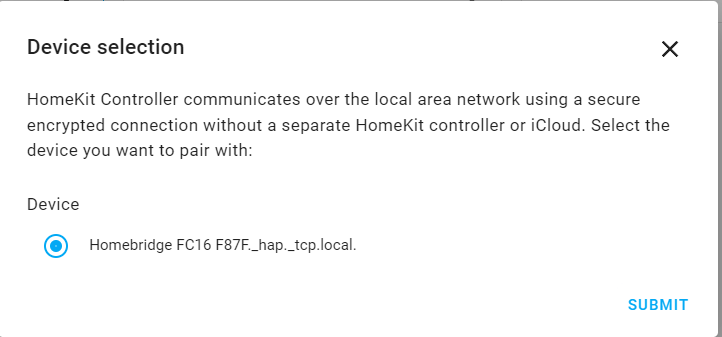 Device selection
HomeKit Controller communicates over the local area network using a secure
encrypted connection without a separate HomeKit controller or iCloud. Select the
device you want to pair with:
Device
Homebridge FC16 F87F._hap._tcp.local.
SUBMIT